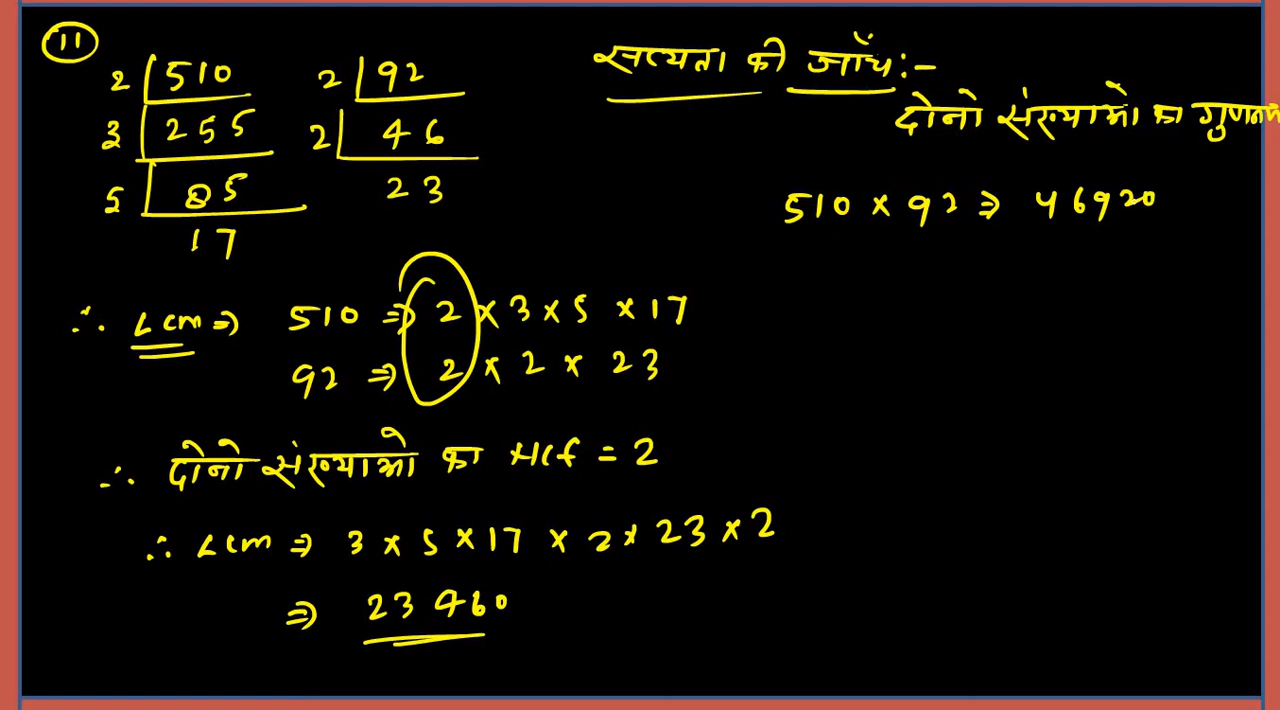 11
2 | 510
3 | 255
5 | 85
17
2 | 92
2 | 46
23
∴ Lcm ⇒ 510 ⇒ 2 × 3 × 5 × 17
92 ⇒ 2 × 2 × 23
∴ दोनो संख्याओ का HCf = 2
∴ Lcm ⇒ 3 × 5 × 17 × 2 × 23 × 2
⇒ 23460
सत्यता की जाँच :-
दोनो संख्याओ का
510 × 92 ⇒ 46920